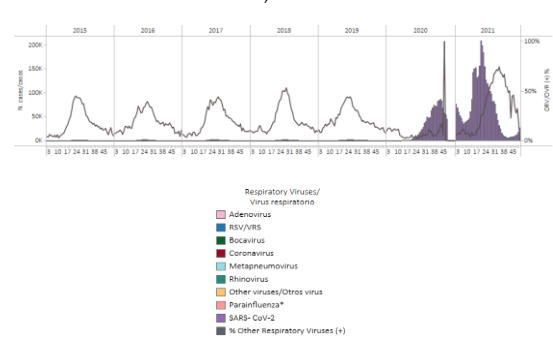 2015 2016 2017 2018 2019 2020 2021
200K
150K
100K
50K
0K
N. cases/casos
100%
50%
0%
ORV/OVR (+) %
3 10 17 24 31 38 45 3 10 17 24 31 38 45 3 10 17 24 31 38 45 3 10 17 24 31 38 45 3 10 17 24 31 38 45 3 10 17 24 31 38 45 3 10 17 24 31 38 45
Respiratory Viruses/
Virus respiratorio
Adenovirus
RSV/VRS
Bocavirus
Coronavirus
Metapneumovirus
Rhinovirus
Other viruses/Otros virus
Parainfluenza*
SARS- CoV-2
% Other Respiratory Viruses (+)